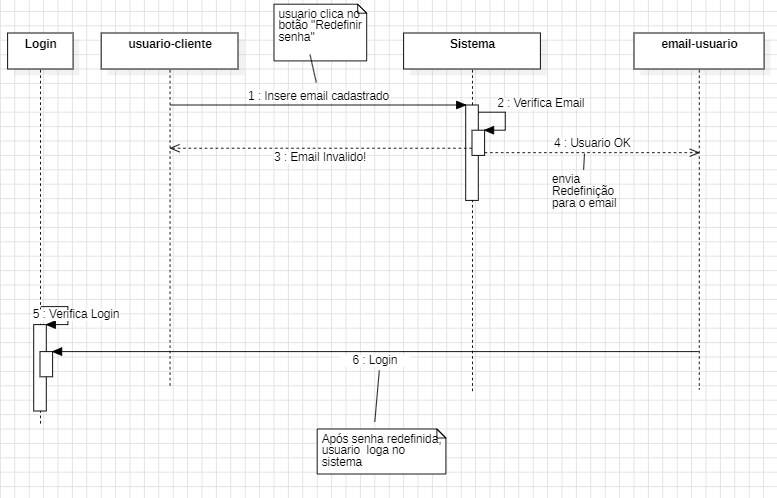 usuario clica no
botão "Redefinir
senha"
Login
usuario-cliente
Sistema
email-usuario
1 : Insere email cadastrado
2 : Verifica Email
3 : Email Invalido!
4 : Usuario OK
envia
Redefinição
para o email
5 : Verifica Login
6 : Login
Após senha redefinida,
usuario loga no
sistema